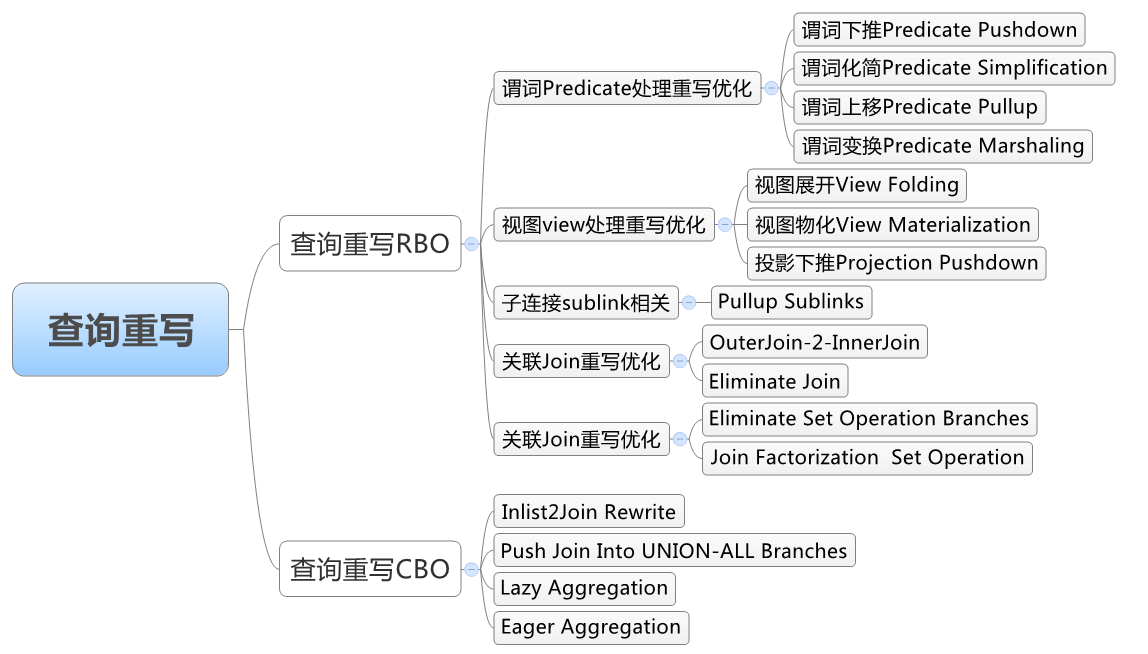 查询重写
查询重写RBO
谓词Predicate处理重写优化
谓词下推Predicate Pushdown
谓词化简Predicate Simplification
谓词上移Predicate Pullup
谓词变换Predicate Marshaling
视图view处理重写优化
视图展开View Folding
视图物化View Materialization
投影下推Projection Pushdown
子连接sublink相关
Pullup Sublinks
关联Join重写优化
OuterJoin-2-InnerJoin
Eliminate Join
关联Join重写优化
Eliminate Set Operation Branches
Join Factorization  Set Operation
查询重写CBO
Inlist2Join Rewrite
Push Join Into UNION-ALL Branches
Lazy Aggregation
Eager Aggregation